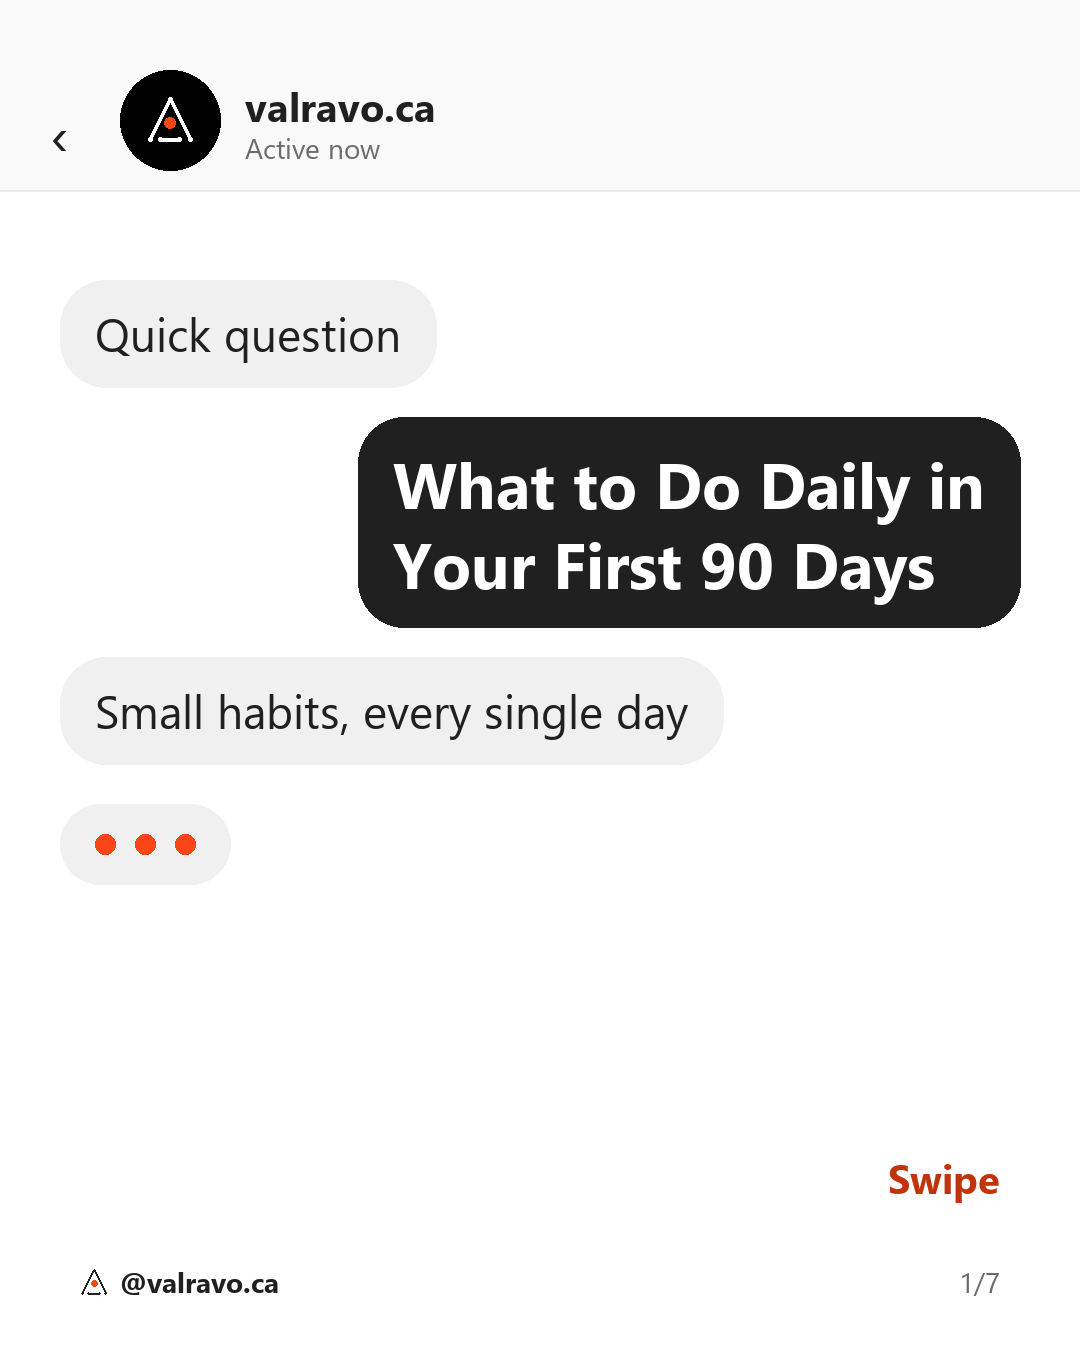 ‹
valravo.ca
Active now
Quick question
What to Do Daily in
Your First 90 Days
Small habits, every single day
Swipe
@valravo.ca
1/7